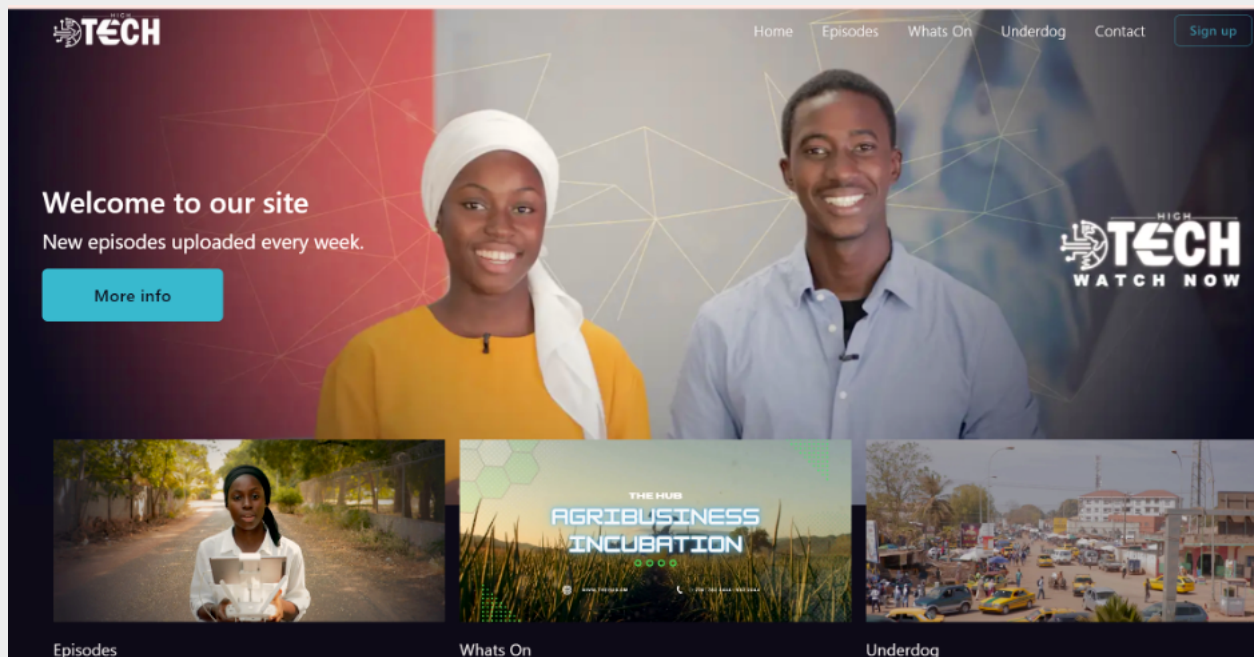 HIGH
TECH
Home Episodes Whats On Underdog Contact Sign up
Welcome to our site
New episodes uploaded every week.
More info
HIGH
TECH
WATCH NOW
THE HUB
AGRIBUSINESS
INCUBATION
Episodes Whats On Underdog